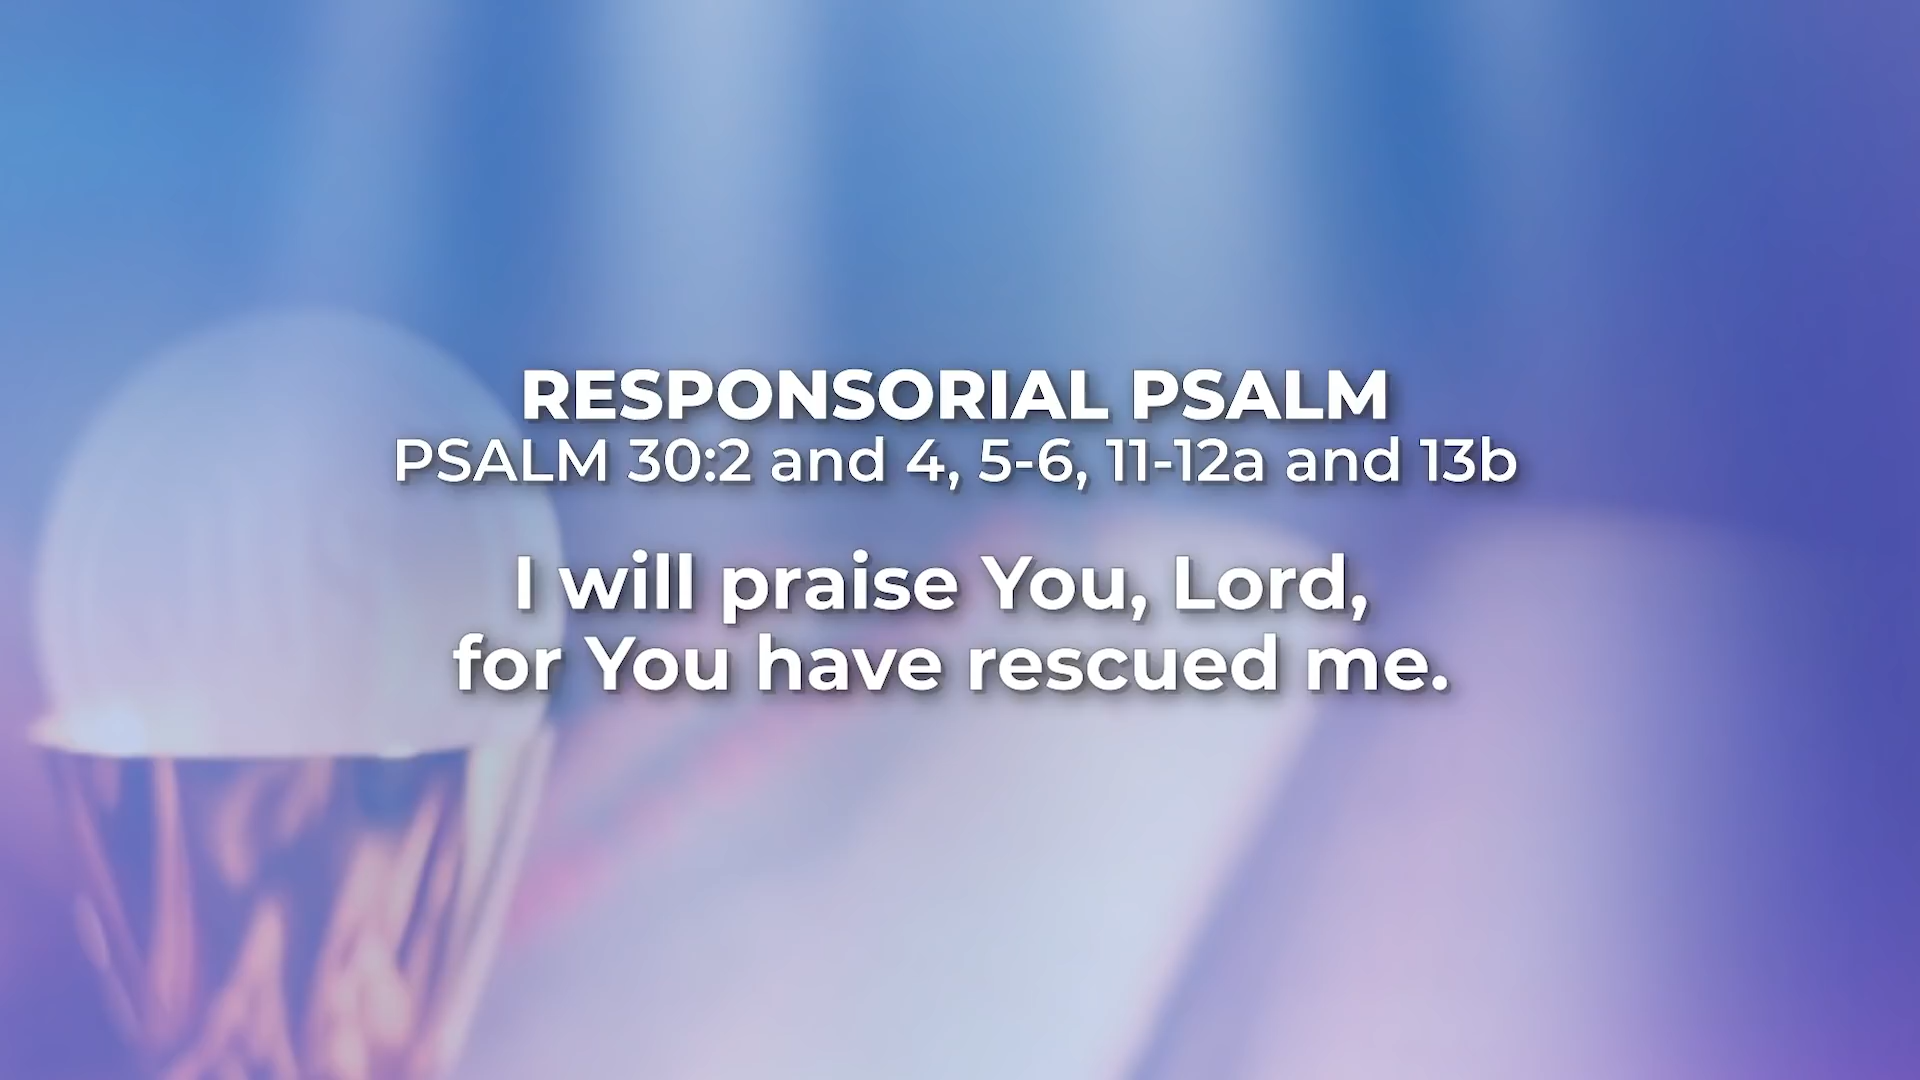 RESPONSORIAL PSALM
PSALM 30:2 and 4, 5-6, 11-12a and 13b
I will praise You, Lord,
for You have rescued me.